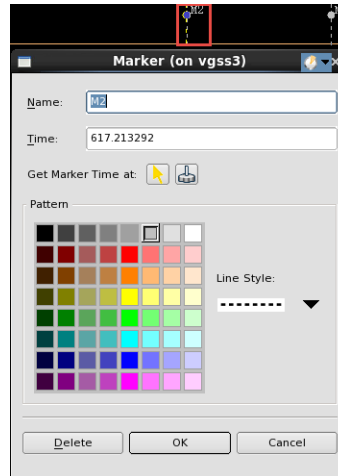 M2
Marker (on vgss3)
Name: M2
Time: 617.213292
Get Marker Time at:
Pattern
Line Style:
Delete OK Cancel